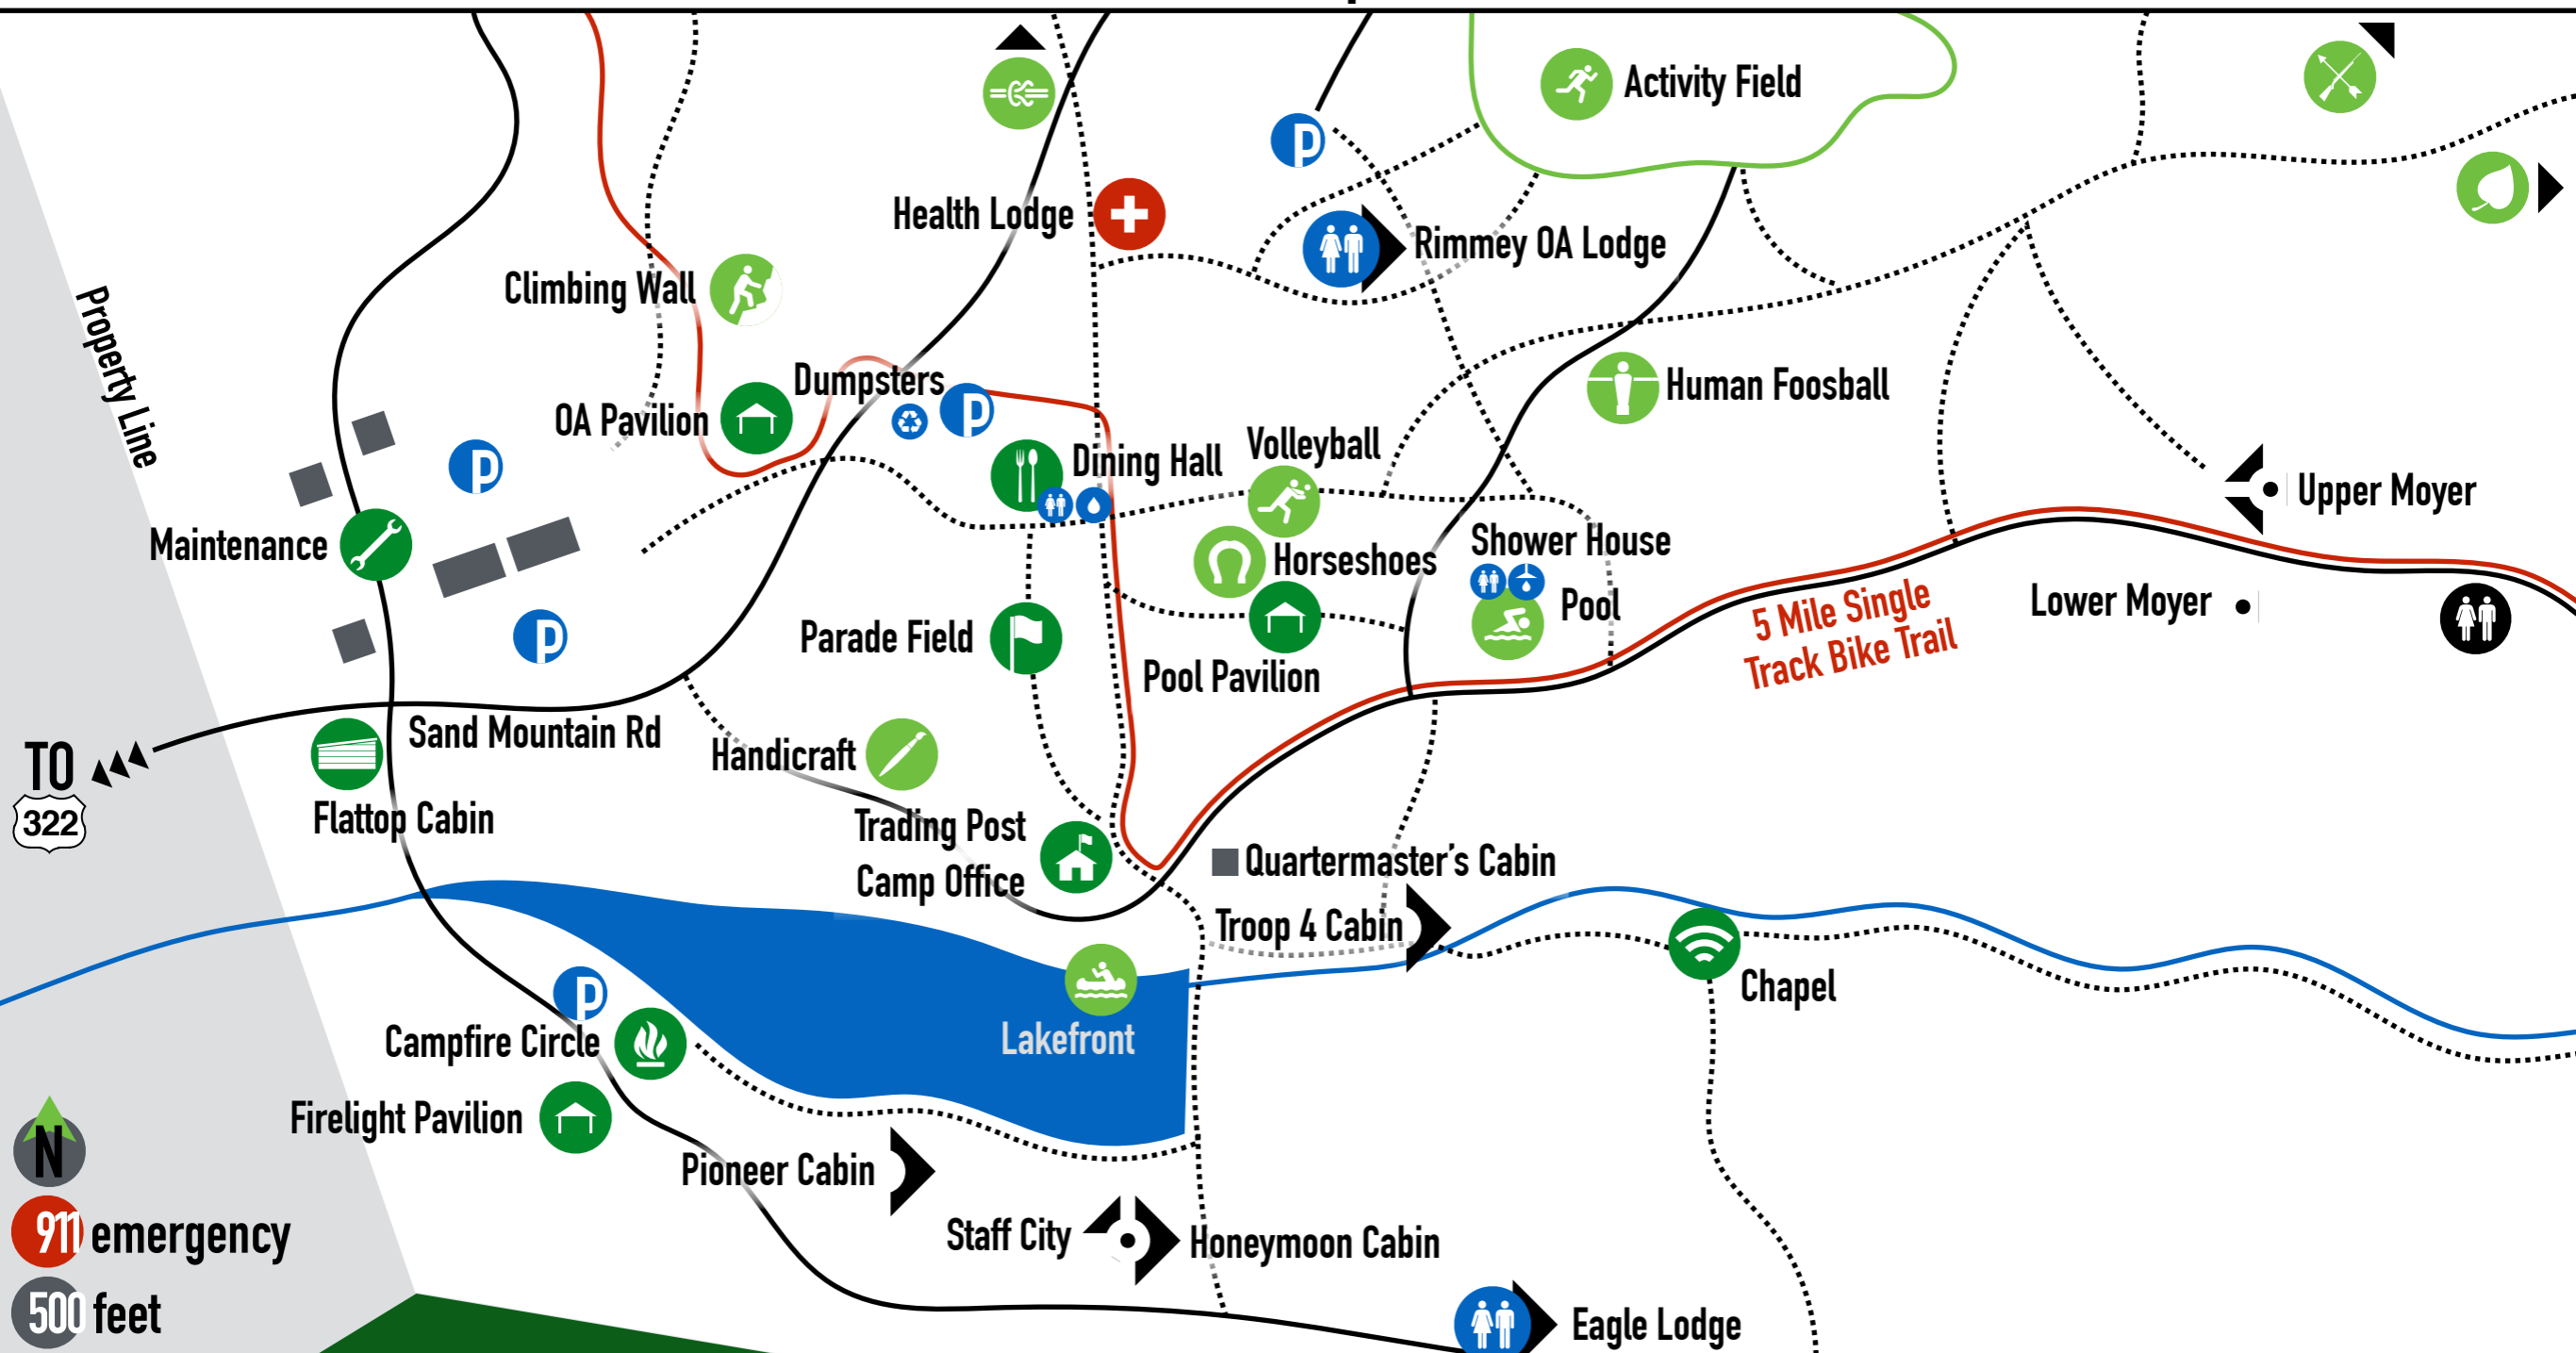 Activity Field
P
Health Lodge
Rimmey OA Lodge
Climbing Wall
Property Line
Dumpsters
P
Human Foosball
OA Pavilion
Volleyball
Dining Hall
P
Upper Moyer
Maintenance
Horseshoes
Shower House
Pool
Lower Moyer
5 Mile Single
Track Bike Trail
P
Parade Field
Pool Pavilion
Sand Mountain Rd
Handicraft
TO
322
Flattop Cabin
Trading Post
Camp Office
Quartermaster's Cabin
Troop 4 Cabin
P
Chapel
Campfire Circle
Lakefront
Firelight Pavilion
N
Pioneer Cabin
911 emergency
Staff City
Honeymoon Cabin
500 feet
Eagle Lodge